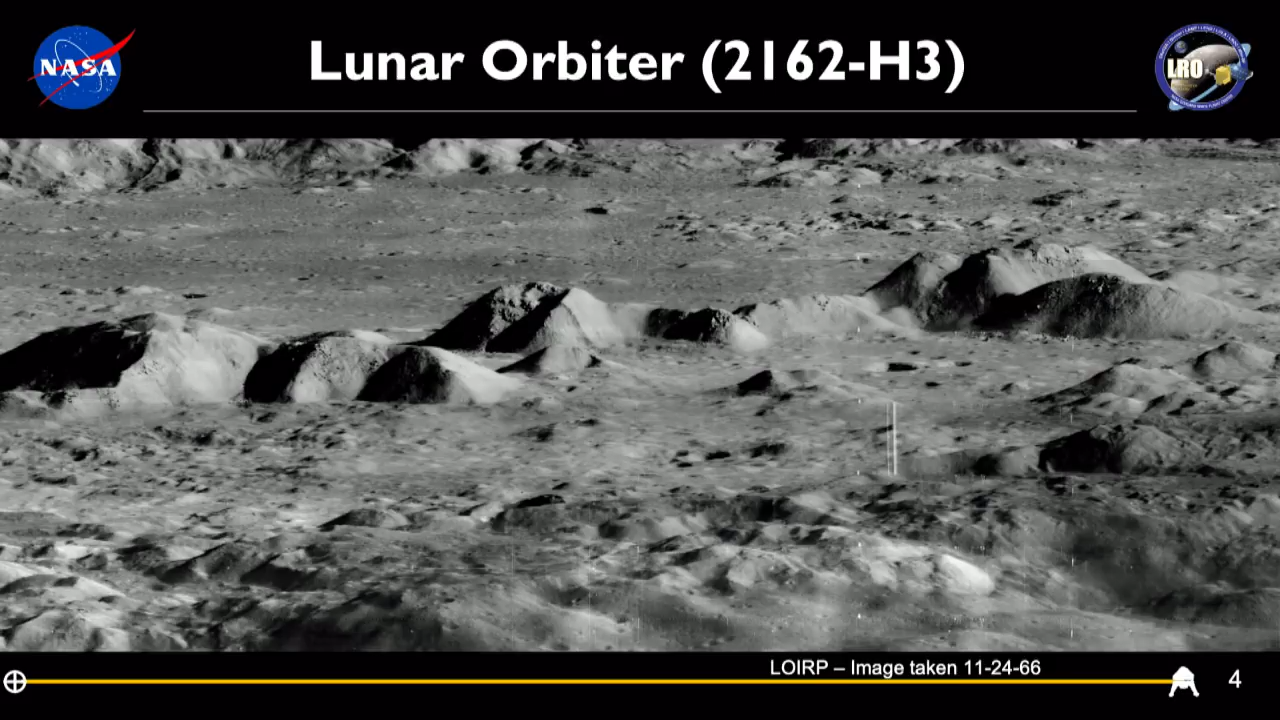 NASA
Lunar Orbiter (2162-H3)
LRO
LOIRP – Image taken 11-24-66
4